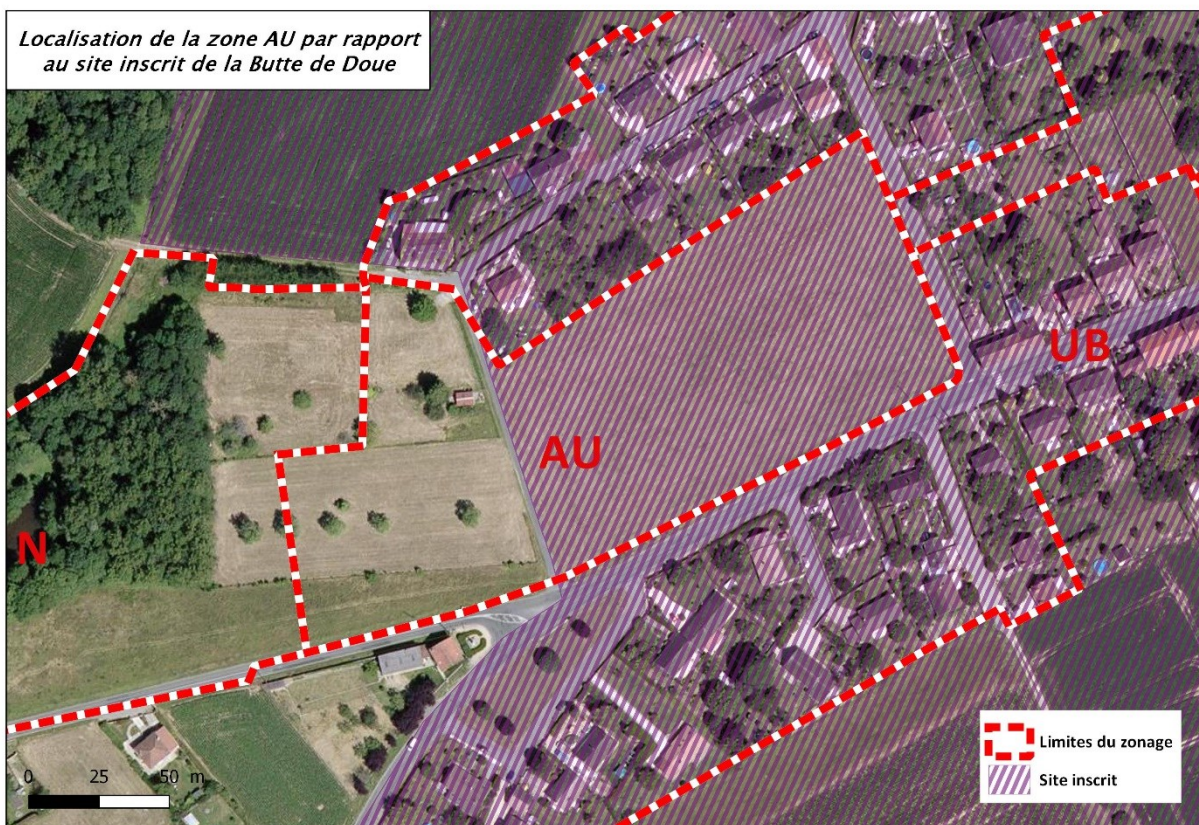 Localisation de la zone AU par rapport
au site inscrit de la Butte de Doue
UB
AU
N
Limites du zonage
Site inscrit
0 25 50 m